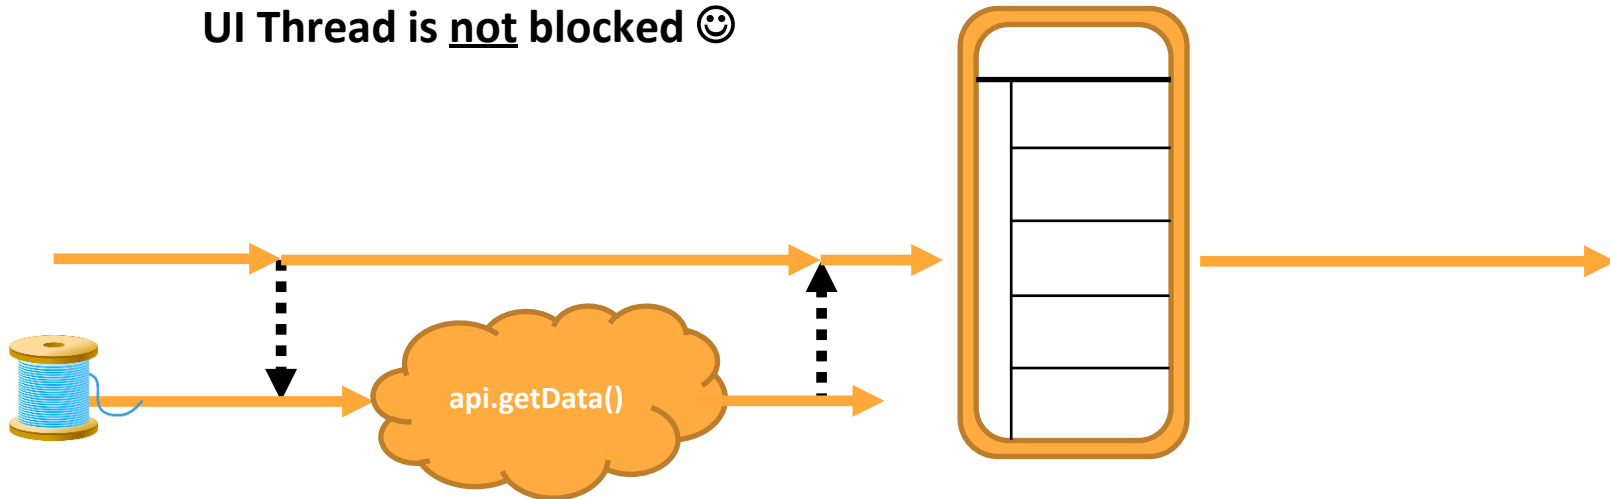 UI Thread is not blocked ☺
api.getData()